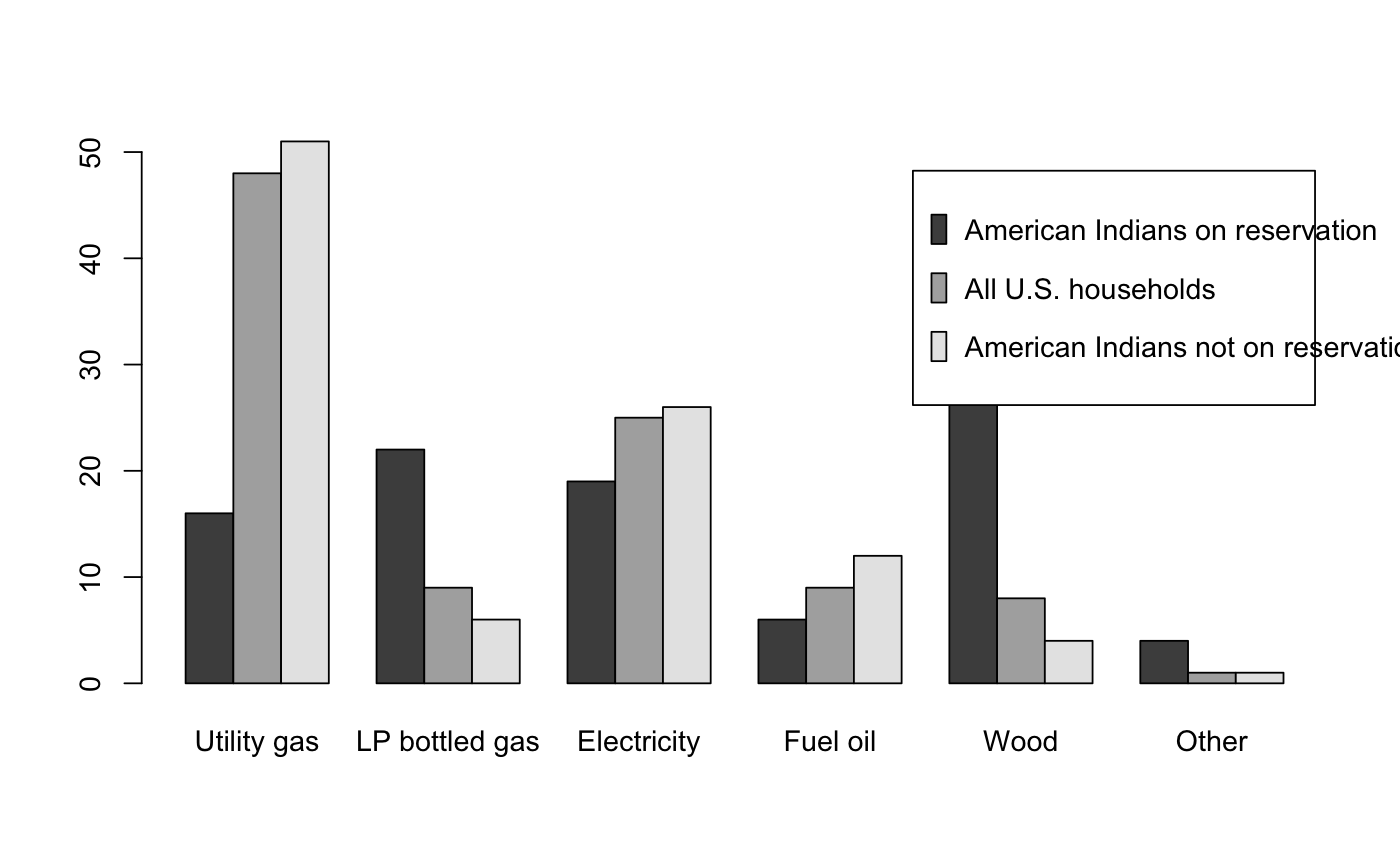 50
40
30
20
10
0
American Indians on reservation
All U.S. households
American Indians not on reservatio
Utility gas
LP bottled gas
Electricity
Fuel oil
Wood
Other